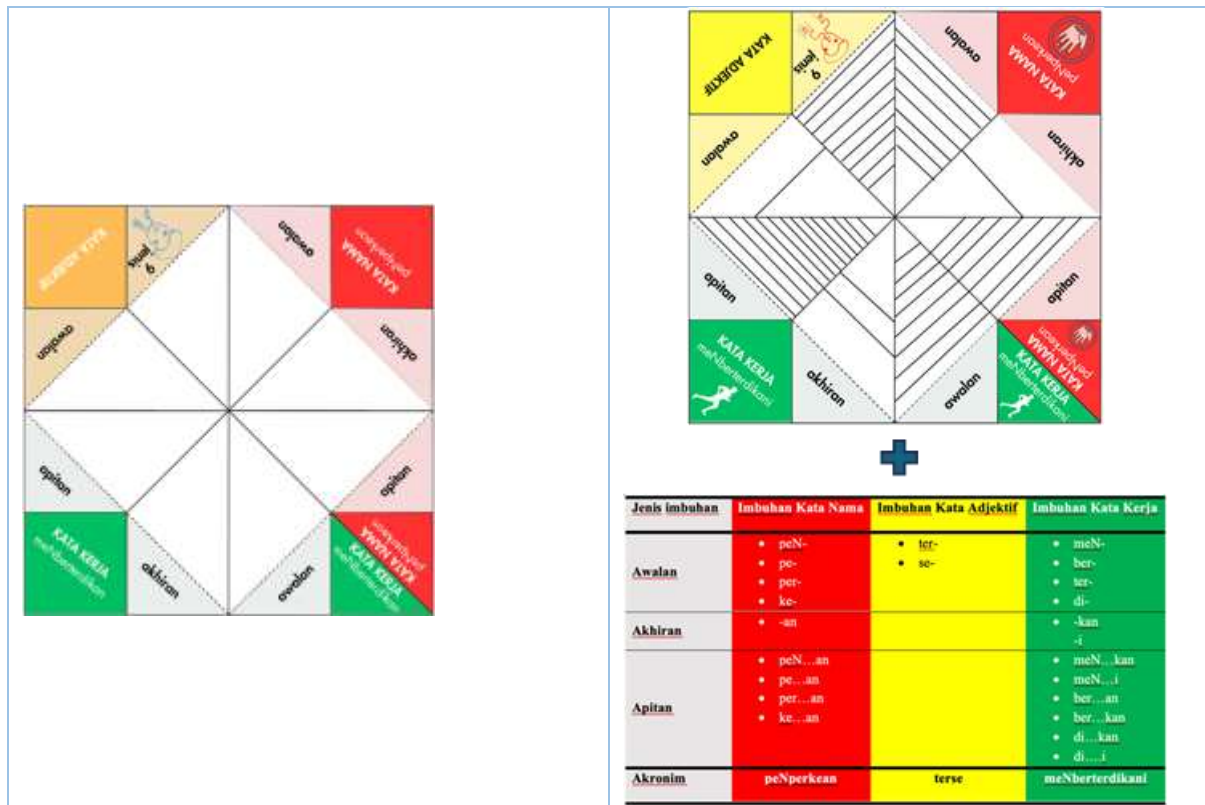 KATA ADJEKTIF
9 jenis
awalan
awalan
KATA NAMA
peNperkean
akhiran
apitan
KATA NAMA
peNperkean
KATA KERJA
meNberterdikan
awalan
akhiran
KATA KERJA
meNberterdikan
apitan
KATA ADJEKTIF
9 jenis
awalan
awalan
KATA NAMA
peNperkean
akhiran
apitan
KATA NAMA
peNperkean
KATA KERJA
meNberterdikani
awalan
akhiran
KATA KERJA
meNberterdikani
apitan
Jenis imbuhan Imbuhan Kata Nama Imbuhan Kata Adjektif Imbuhan Kata Kerja
Awalan
• peN-
• pe-
• per-
• ke-
• ter-
• se-
• meN-
• ber-
• ter-
• di-
Akhiran
• -an
• -kan
-i
Apitan
• peN…an
• pe…an
• per…an
• ke…an
• meN…kan
• meN…i
• ber…an
• ber…kan
• di…kan
• di….i
Akronim peNperkean terse meNberterdikani